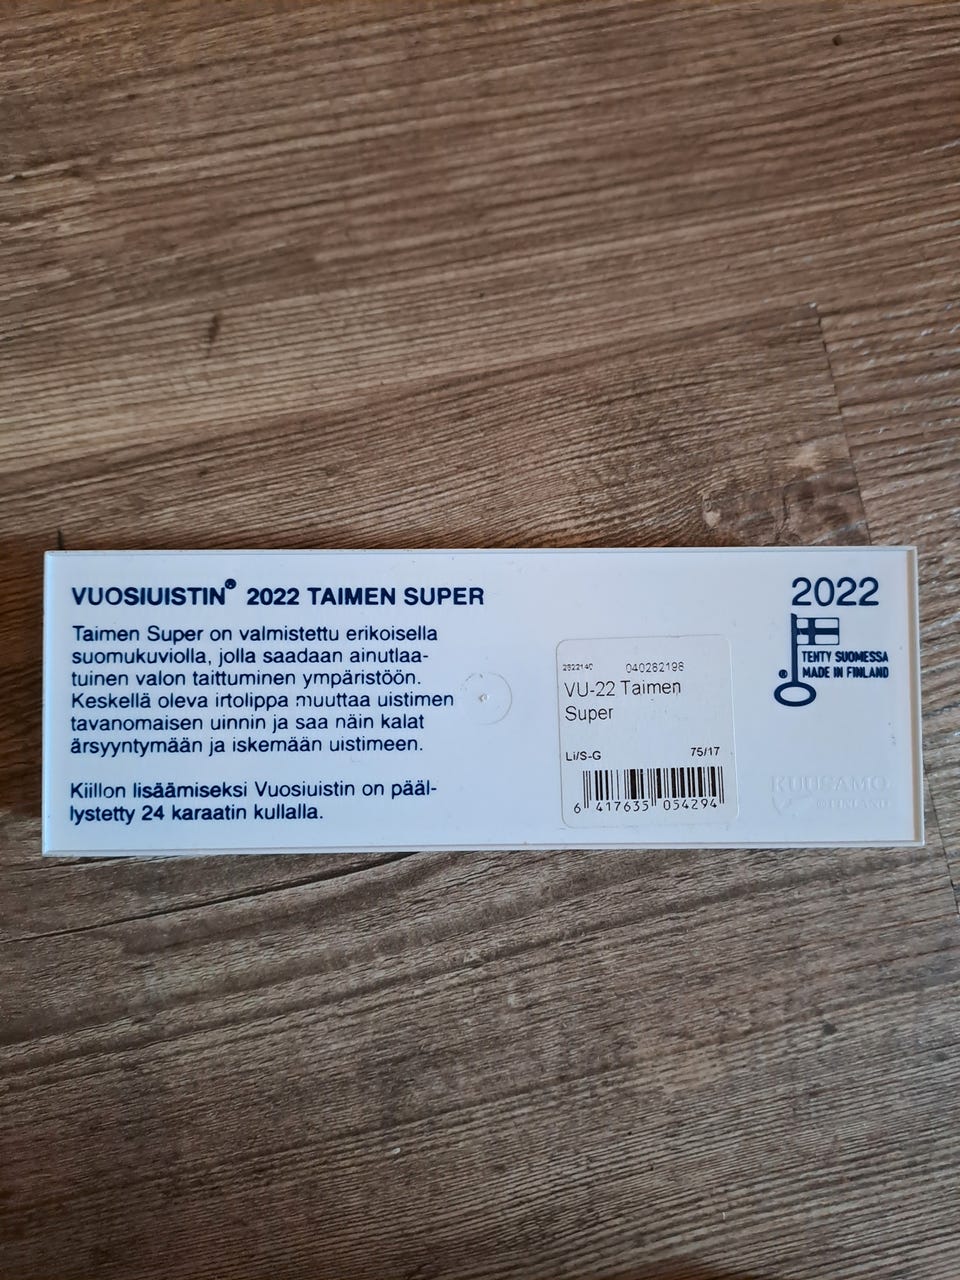 VUOSIUISTIN® 2022 TAIMEN SUPER
Taimen Super on valmistettu erikoisella
suomukuviolla, jolla saadaan ainutlaa-
tuinen valon taittuminen ympäristöön.
Keskellä oleva irtolippa muuttaa uistimen
tavanomaisen uinnin ja saa näin kalat
ärsyyntymään ja iskemään uistimeen.
Kiillon lisäämiseksi Vuosiuistin on pääl-
lystetty 24 karaatin kullalla.
040282198
VU-22 Taimen
Super
Li/S-G 75/17
6 417635 054294
2022
® TEHTY SUOMESSA
MADE IN FINLAND
KUUSAMO
® FINLAND